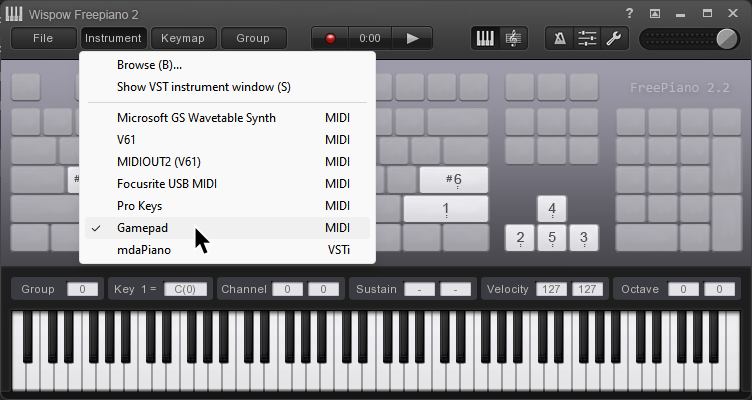 Wispow Freepiano 2
?
File Instrument Keymap Group 0:00
Browse (B)...
Show VST instrument window (S)
FreePiano 2.2
Microsoft GS Wavetable Synth MIDI
V61 MIDI
MIDIOUT2 (V61) MIDI
Focusrite USB MIDI MIDI
Pro Keys MIDI
Gamepad MIDI
mdaPiano VSTi
#6
1 4
2 5 3
Group 0 Key 1 = C(0) Channel 0 0 Sustain - - Velocity 127 127 Octave 0 0